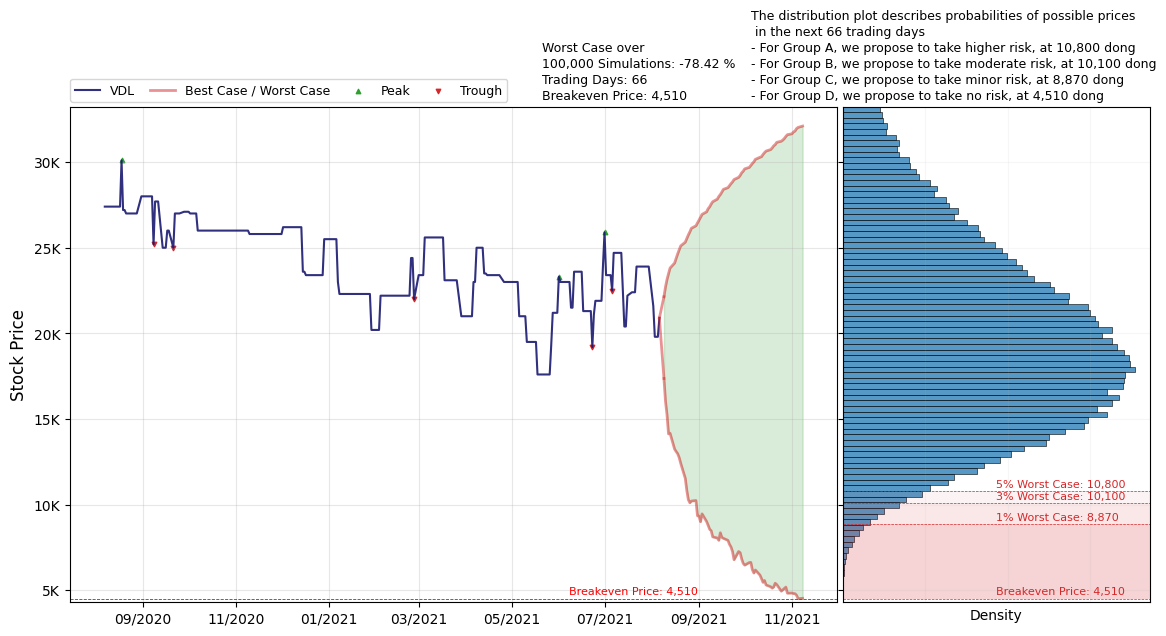 The distribution plot describes probabilities of possible prices
in the next 66 trading days
- For Group A, we propose to take higher risk, at 10,800 dong
- For Group B, we propose to take moderate risk, at 10,100 dong
- For Group C, we propose to take minor risk, at 8,870 dong
- For Group D, we propose to take no risk, at 4,510 dong
Worst Case over
100,000 Simulations: -78.42 %
Trading Days: 66
Breakeven Price: 4,510
VDL
Best Case / Worst Case
Peak
Trough
Stock Price
30K
25K
20K
15K
10K
5K
Breakeven Price: 4,510
09/2020
11/2020
01/2021
03/2021
05/2021
07/2021
09/2021
11/2021
5% Worst Case: 10,800
3% Worst Case: 10,100
1% Worst Case: 8,870
Breakeven Price: 4,510
Density